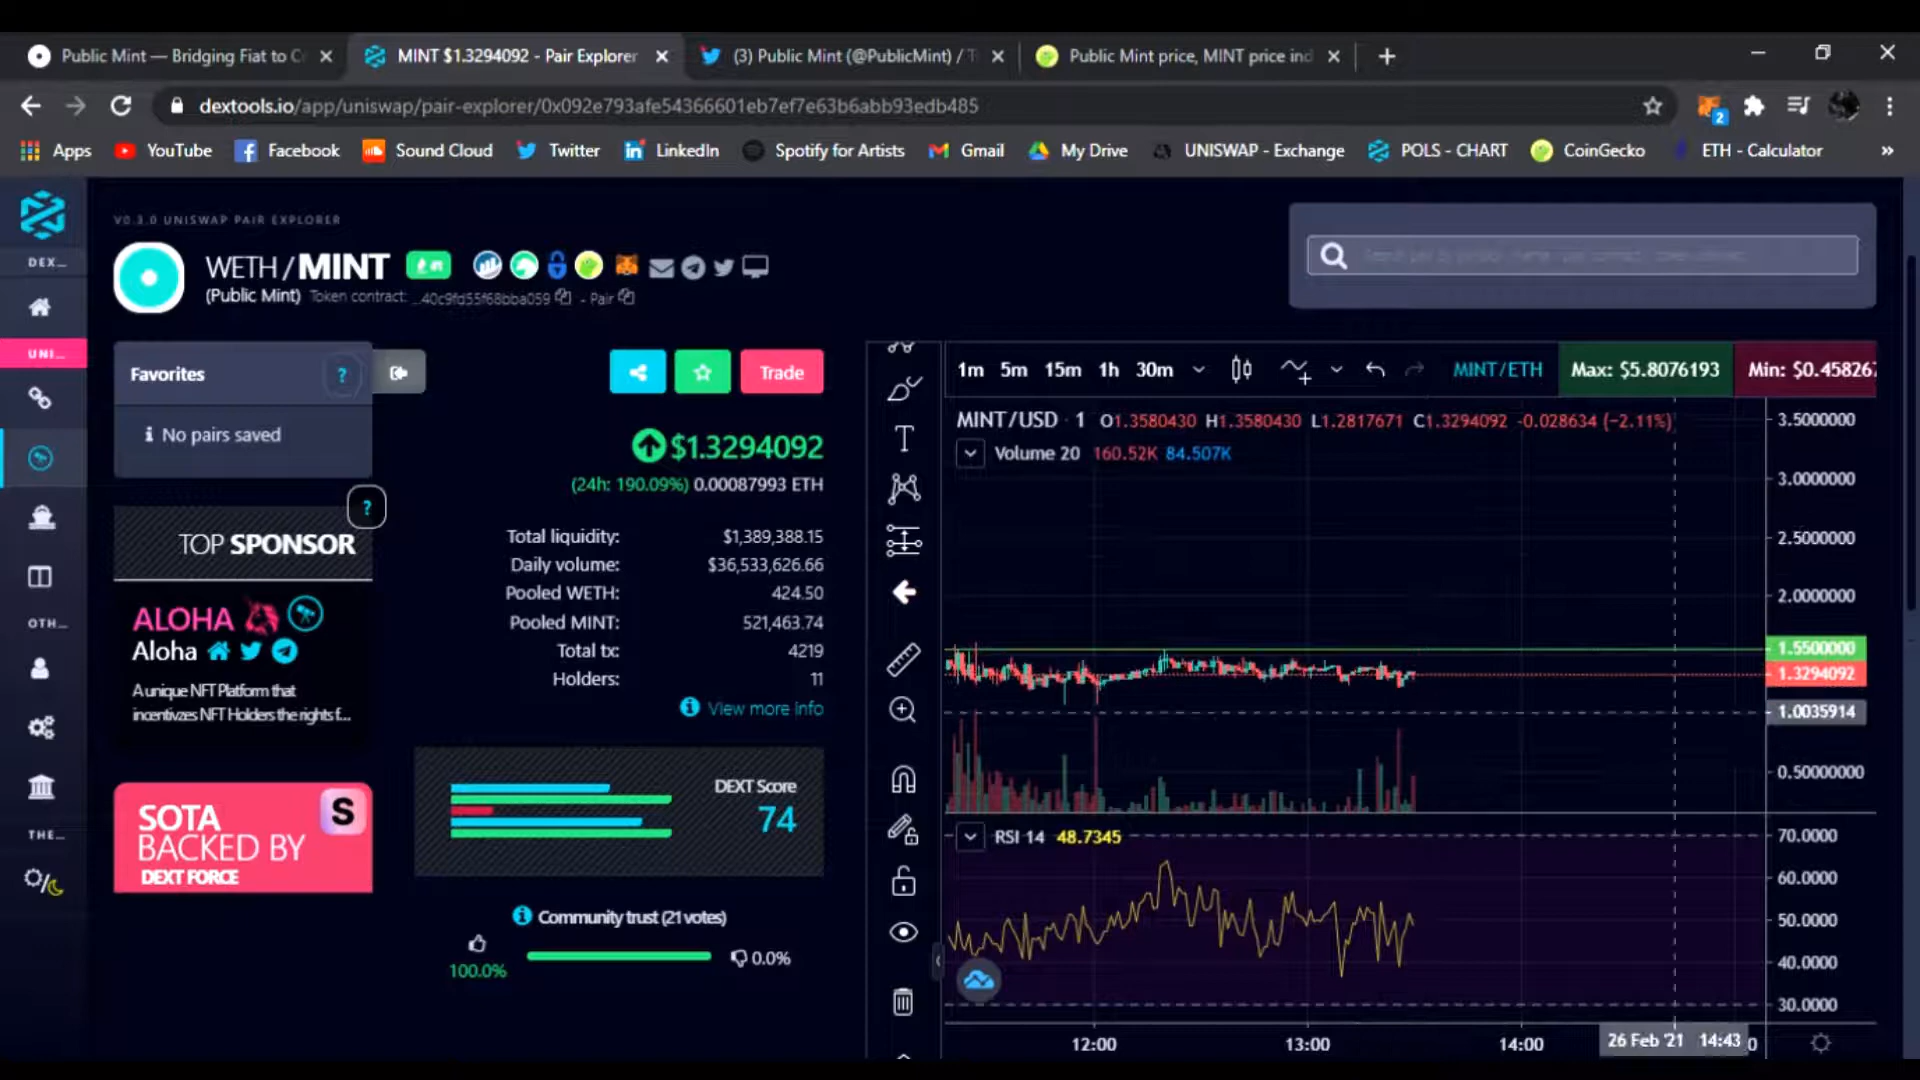 Public Mint — Bridging Fiat to C
MINT $1.3294092 - Pair Explorer
(3) Public Mint (@PublicMint) / T
Public Mint price, MINT price ind
dextools.io/app/uniswap/pair-explorer/0x092e793afe54366601eb7ef7e63b6abb93edb485
2
Apps
YouTube
Facebook
Sound Cloud
Twitter
LinkedIn
Spotify for Artists
Gmail
My Drive
UNISWAP - Exchange
POLS - CHART
CoinGecko
ETH - Calculator
»
V0.3.0 UNISWAP PAIR EXPLORER
WETH / MINT
(Public Mint) Token contract: ...40c9fd55f68bba059 - Pair
DEX...
UNI...
OTH...
THE...
Favorites
?
No pairs saved
?
TOP SPONSOR
ALOHA
Aloha
A unique NFT Platform that
incentivizes NFT Holders the rights f...
SOTA
BACKED BY
DEXT FORCE
S
Trade
$1.3294092
(24h: 190.09%) 0.00087993 ETH
Total liquidity: $1,389,388.15
Daily volume: $36,533,626.66
Pooled WETH: 424.50
Pooled MINT: 521,463.74
Total tx: 4219
Holders: 11
View more info
DEXT Score
74
Community trust (21 votes)
100.0%
0.0%
1m 5m 15m 1h 30m
MINT/ETH
Max: $5.8076193
Min: $0.458267
MINT/USD · 1 O1.3580430 H1.3580430 L1.2817671 C1.3294092 -0.028634 (−2.11%)
Volume 20 160.52K 84.507K
3.5000000
3.0000000
2.5000000
2.0000000
1.5500000
1.3294092
1.0035914
0.50000000
RSI 14 48.7345
70.0000
60.0000
50.0000
40.0000
30.0000
12:00
13:00
14:00
26 Feb '21 14:43
0